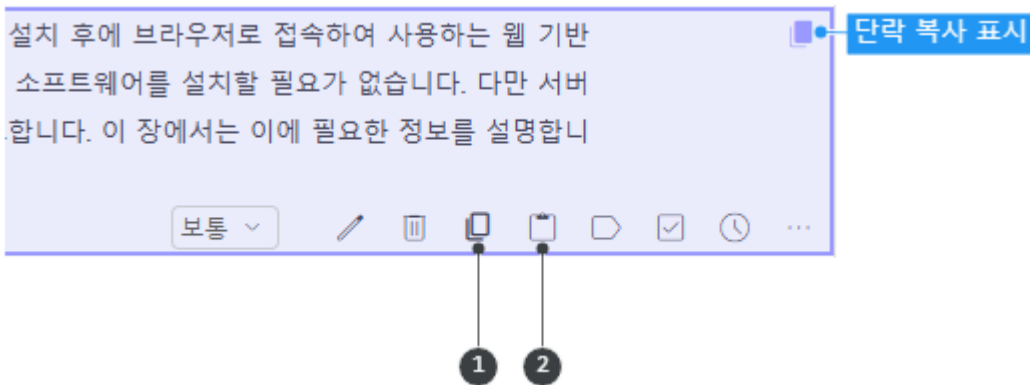 설치 후에 브라우저로 접속하여 사용하는 웹 기반
단락 복사 표시
소프트웨어를 설치할 필요가 없습니다. 다만 서버
합니다. 이 장에서는 이에 필요한 정보를 설명합니
보통
1 2